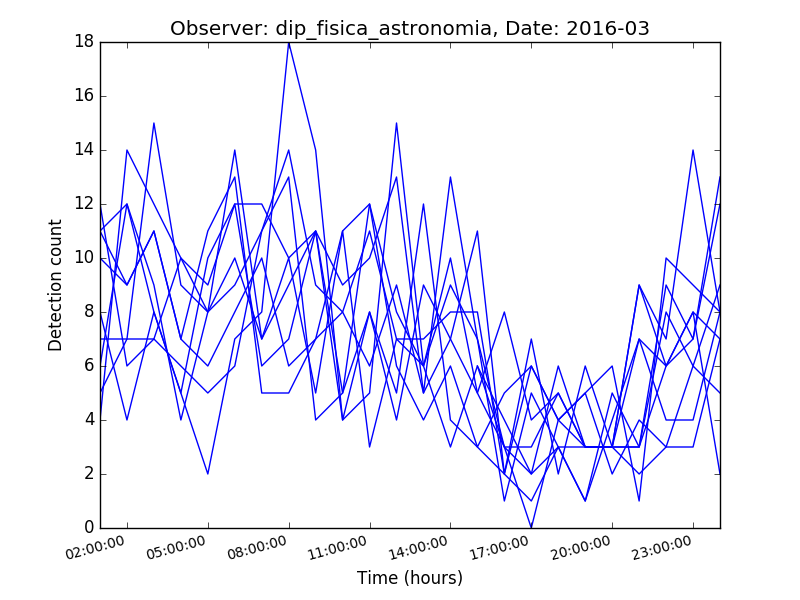 Observer: dip_fisica_astronomia, Date: 2016-03
18
16
14
12
10
8
6
4
2
0
Detection count
02:00:00 05:00:00 08:00:00 11:00:00 14:00:00 17:00:00 20:00:00 23:00:00
Time (hours)